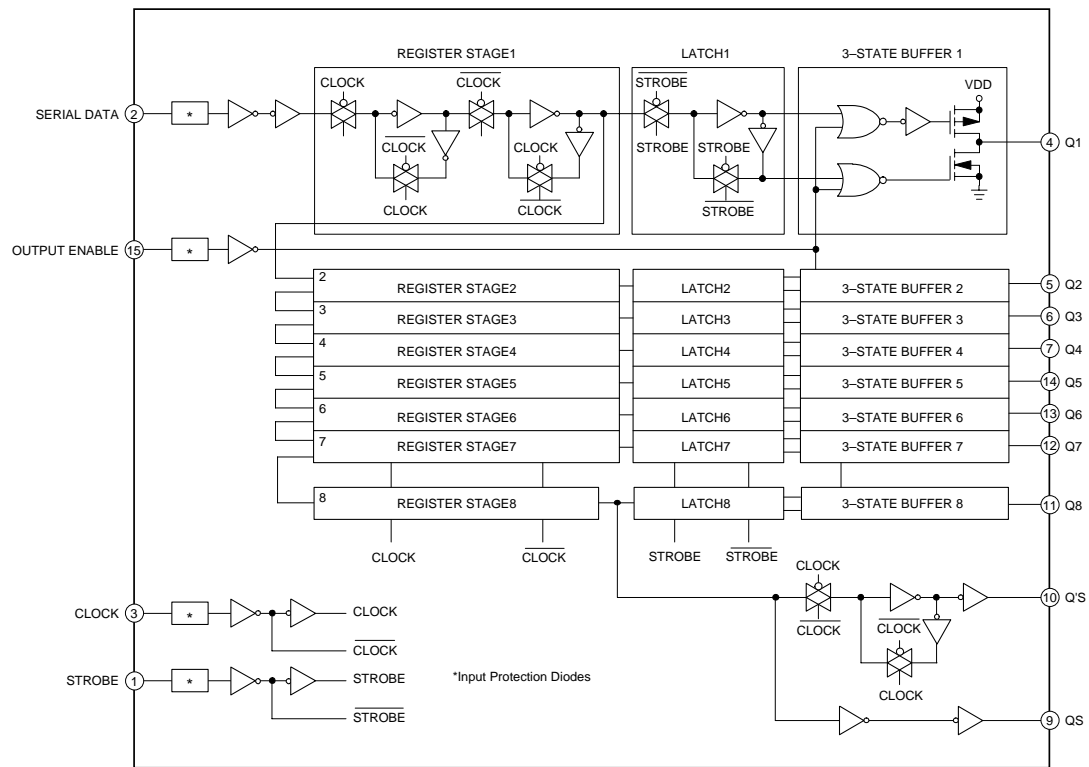 REGISTER STAGE1
LATCH1
3–STATE BUFFER 1
CLOCK
CLOCK
STROBE
VDD
SERIAL DATA
2
*
CLOCK
CLOCK
STROBE
STROBE
4
Q1
CLOCK
CLOCK
STROBE
OUTPUT ENABLE
15
*
2
REGISTER STAGE2
LATCH2
3–STATE BUFFER 2
5
Q2
3
REGISTER STAGE3
LATCH3
3–STATE BUFFER 3
6
Q3
4
REGISTER STAGE4
LATCH4
3–STATE BUFFER 4
7
Q4
5
REGISTER STAGE5
LATCH5
3–STATE BUFFER 5
14
Q5
6
REGISTER STAGE6
LATCH6
3–STATE BUFFER 6
13
Q6
7
REGISTER STAGE7
LATCH7
3–STATE BUFFER 7
12
Q7
8
REGISTER STAGE8
LATCH8
3–STATE BUFFER 8
11
Q8
CLOCK
CLOCK
STROBE
STROBE
CLOCK
10
Q'S
CLOCK
3
*
CLOCK
CLOCK
CLOCK
CLOCK
CLOCK
STROBE
1
*
STROBE
STROBE
*Input Protection Diodes
9
QS